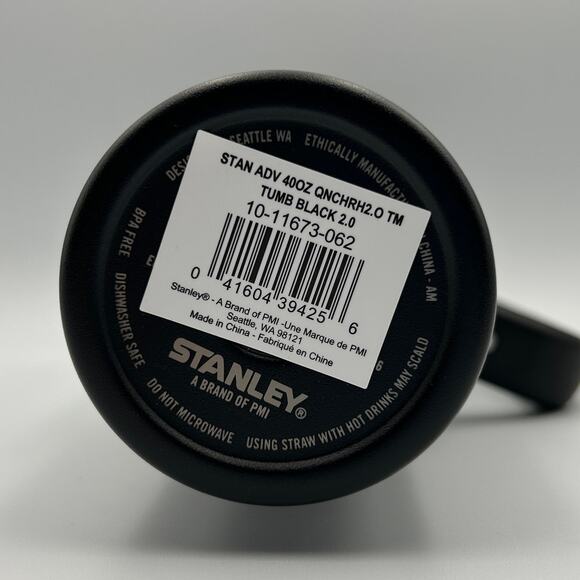 STAN ADV 40OZ QNCHRH2.O TM
TUMB BLACK 2.0
10-11673-062
0 41604 39425 6
Stanley® - A Brand of PMI -Une Marque de PMI
Seattle, WA 98121
Made in China - Fabriqué en Chine
SEATTLE WA
ETHICALLY
CHINA - AM
BPA FREE
DISHWASHER SAFE
DO NOT MICROWAVE
USING STRAW WITH HOT DRINKS MAY SCALD
STANLEY®
A BRAND OF PMI